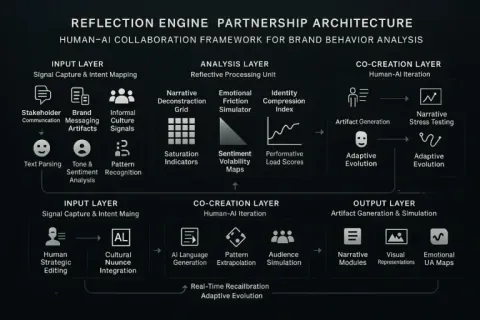 REFLECTION ENGINE PARTNERSHIP ARCHITECTURE
HUMAN–AI COLLABORATION FRAMEWORK FOR BRAND BEHAVIOR ANALYSIS
INPUT LAYER
Signal Capture & Intent Mapping
Stakeholder
Commuication
Brand
Messaging
Artifacts
Informal
Culture
Signals
Text Parsing
Tone &
Sentiment
Analysis
Pattern
Recognition
ANALYSIS LAYER
Reflective Processing Unit
Narrative
Deconstruction
Grid
Emotional
Friction
Simulator
Identity
Compression
Index
Saturation
Indicators
Sentiment
Volability
Maps
Performative
Load Scores
CO-CREATION LAYER
Human-AI Iteration
Artifact Generation
Narrative
Stress Testing
Adaptive
Evolution
Adaptive
Evolution
INPUT LAYER
Signal Capture & Intent Maing
Human
Strategic
Editing
AL
Cultural
Nuunce
Integration
CO-CREATION LAYER
Human-AI Iteration
AI Language
Generation
Pattern
Extrapolation
Audience
Simulation
OUTPUT LAYER
Artifact Generation & Simulation
Narrative
Modules
Visual
Representations
Emotional
UA Maps
Real-Time Recailbration
Adaptive Evolution